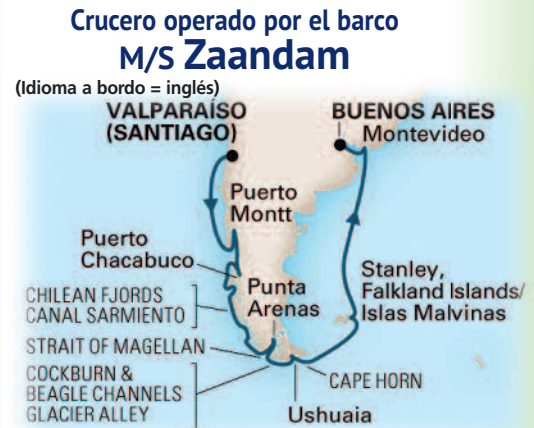 Crucero operado por el barco
M/S Zaandam
(Idioma a bordo = inglés)
VALPARAÍSO
(SANTIAGO)
BUENOS AIRES
Montevideo
Puerto
Montt
Puerto
Chacabuco
CHILEAN FJORDS
CANAL SARMIENTO
Punta
Arenas
Stanley,
Falkland Islands/
Islas Malvinas
STRAIT OF MAGELLAN
COCKBURN &
BEAGLE CHANNELS
GLACIER ALLEY
CAPE HORN
Ushuaia